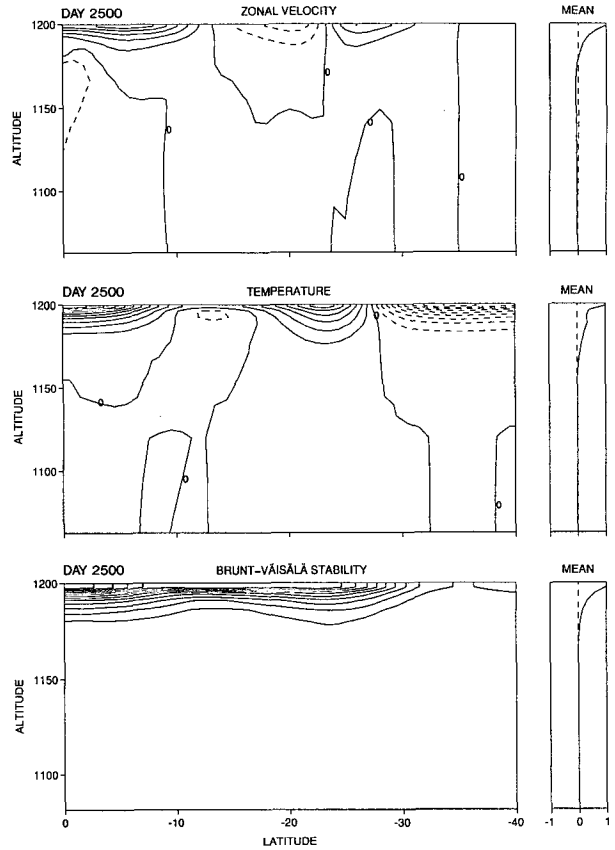 DAY 2500 ZONAL VELOCITY MEAN
1200
1150
1100
ALTITUDE
0
0
0
0
DAY 2500 TEMPERATURE MEAN
1200
1150
1100
ALTITUDE
0
0
0
0
DAY 2500 BRUNT-VÄISÄLÄ STABILITY MEAN
1200
1150
1100
ALTITUDE
0 -10 -20 -30 -40 -1 0 1
LATITUDE